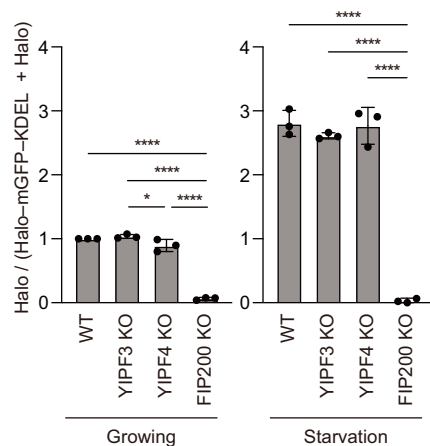 Halo / (Halo–mGFP–KDEL + Halo)
4
3
2
1
0
****
****
*
****
WT
YIPF3 KO
YIPF4 KO
FIP200 KO
Growing
4
3
2
1
0
****
****
****
WT
YIPF3 KO
YIPF4 KO
FIP200 KO
Starvation